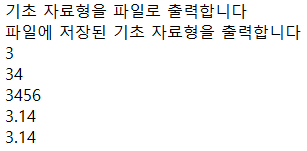 기초 자료형을 파일로 출력합니다
파일에 저장된 기초 자료형을 출력합니다
3
34
3456
3.14
3.14